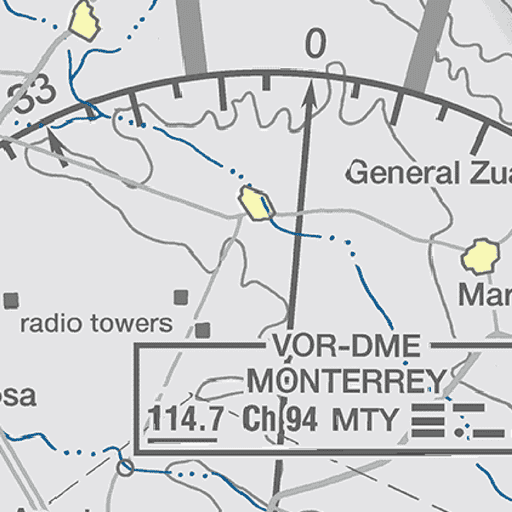 0
33
General Zua
Mar
radio towers
VOR-DME
MONTERREY
osa
114.7 Ch 94 MTY